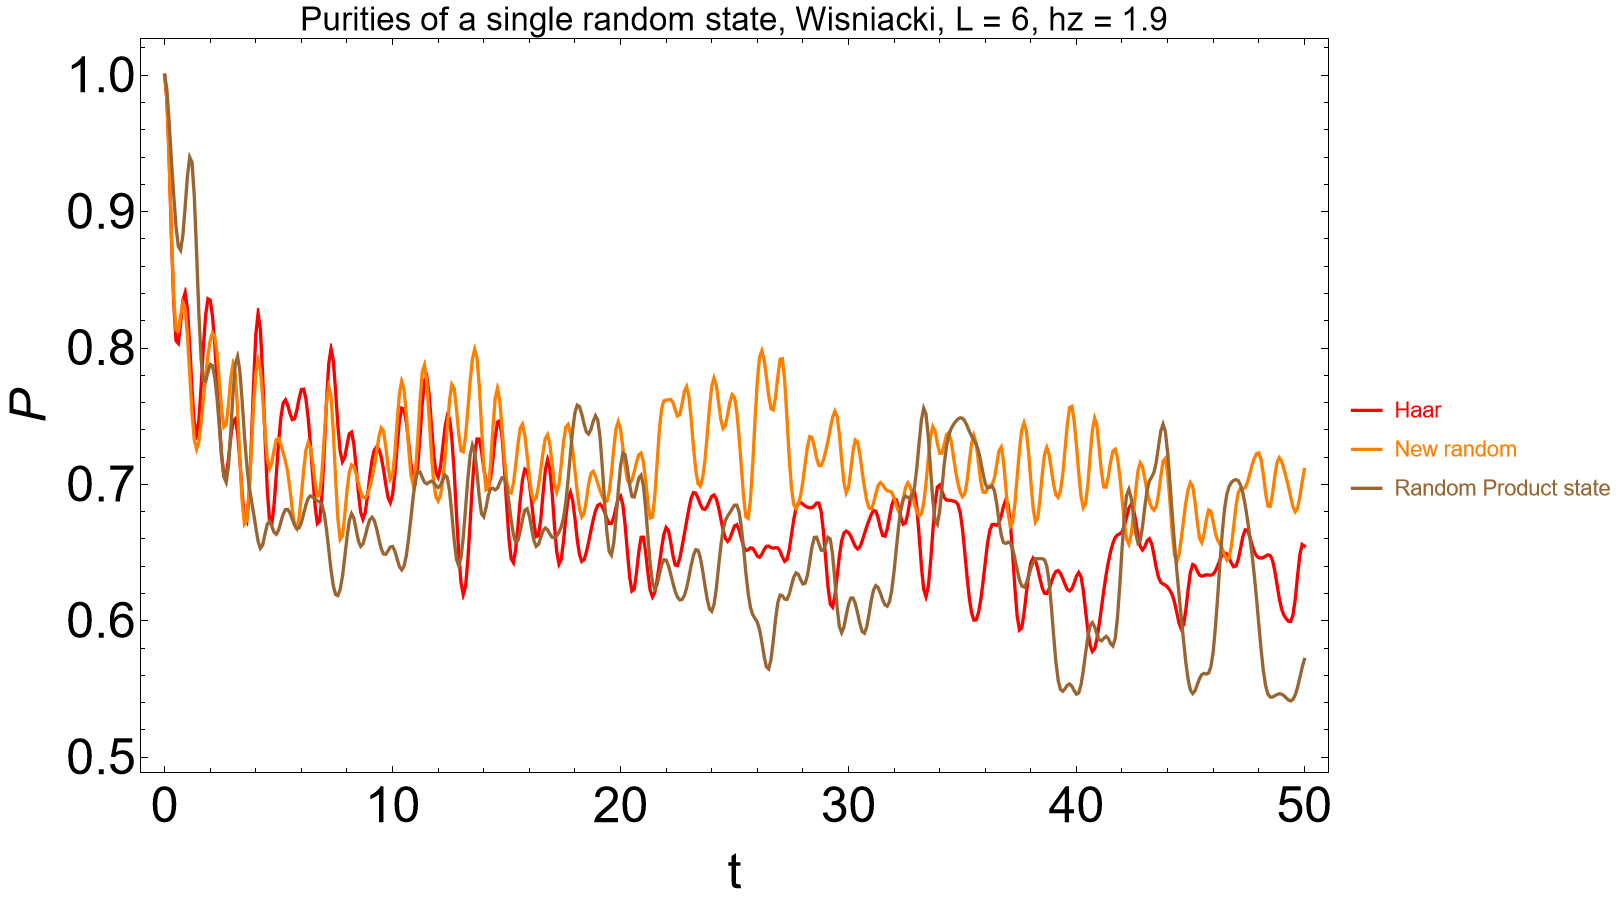 Purities of a single random state, Wisniacki, L = 6, hz = 1.9
1.0
0.9
0.8
0.7
0.6
0.5
P
0 10 20 30 40 50
t
Haar
New random
Random Product state